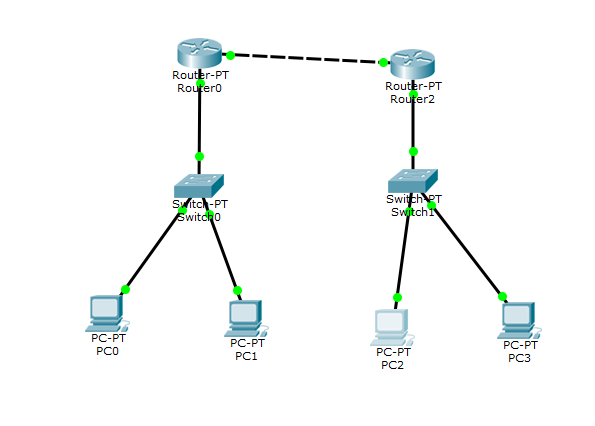 Router-PT
Router0
Router-PT
Router2
Switch-PT
Switch0
Switch-PT
Switch1
PC-PT
PC0
PC-PT
PC1
PC-PT
PC2
PC-PT
PC3